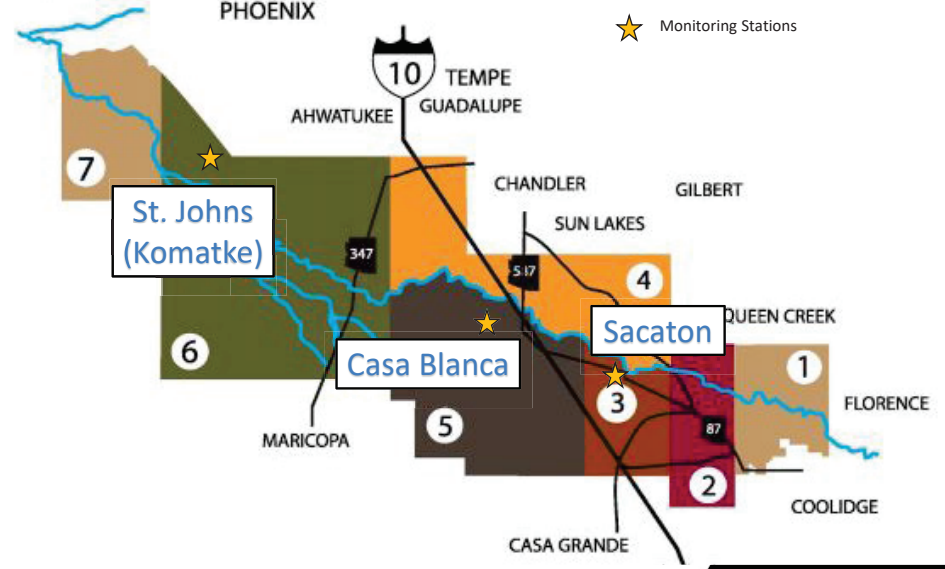 PHOENIX
Monitoring Stations
10
TEMPE
GUADALUPE
AHWATUKEE
7
CHANDLER
GILBERT
St. Johns
(Komatke)
SUN LAKES
347
4
QUEEN CREEK
Sacaton
6
Casa Blanca
1
3
FLORENCE
5
87
MARICOPA
2
COOLIDGE
CASA GRANDE